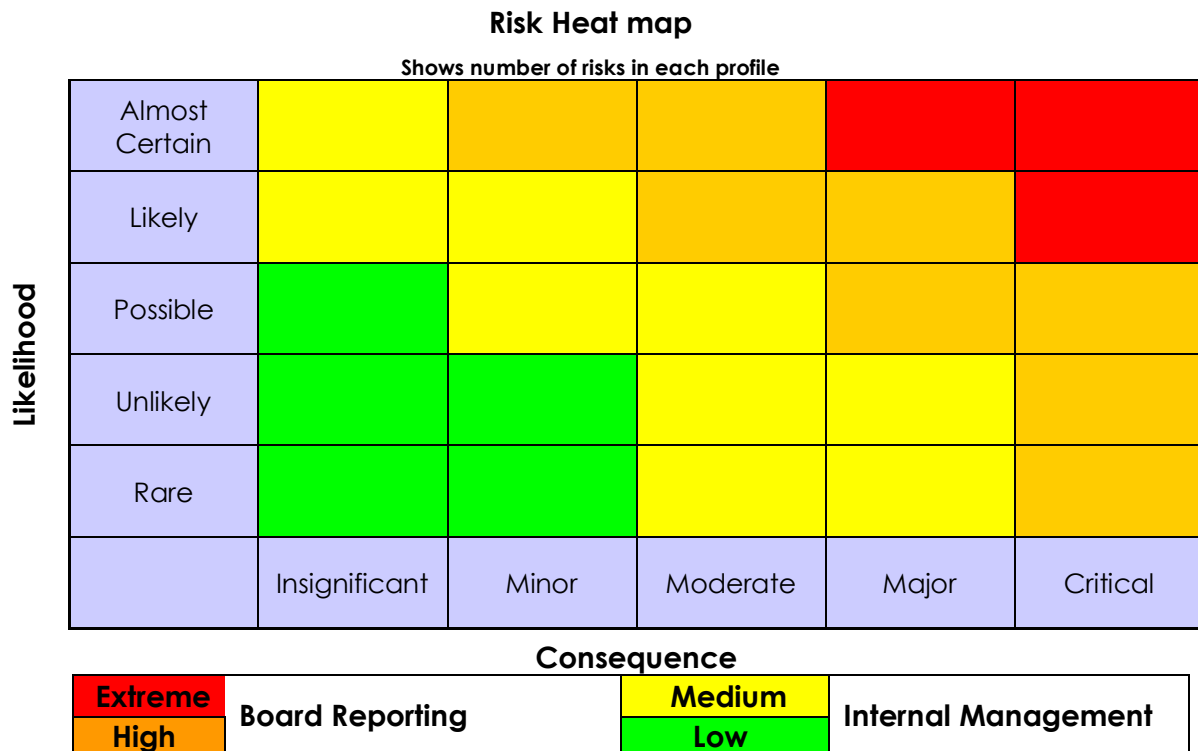 Risk Heat map
Shows number of risks in each profile
Almost
Certain
Likely
Possible
Unlikely
Rare
Likelihood
Insignificant
Minor
Moderate
Major
Critical
Consequence
Extreme
High
Board Reporting
Medium
Low
Internal Management